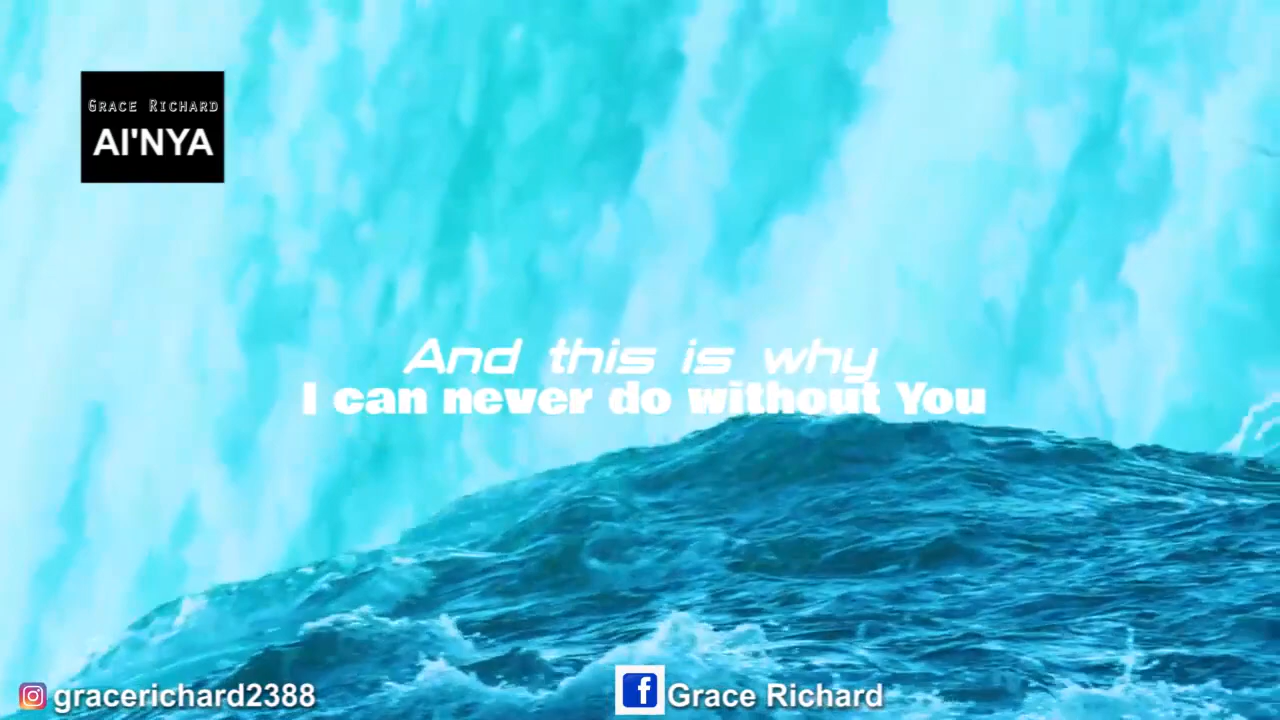 GRACE RICHARD
AI'NYA
And this is why
I can never do without You
gracerichard2388
f Grace Richard